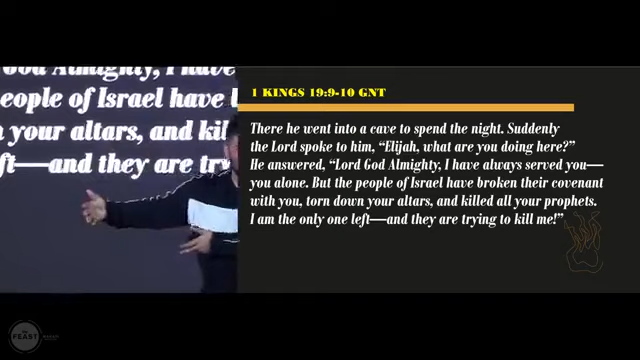 God Almighty, I have
eople of Israel have
your altars, and kil
left—and they are try
1 KINGS 19:9-10 GNT
There he went into a cave to spend the night. Suddenly
the Lord spoke to him, “Elijah, what are you doing here?”
He answered, “Lord God Almighty, I have always served you—
you alone. But the people of Israel have broken their covenant
with you, torn down your altars, and killed all your prophets.
I am the only one left—and they are trying to kill me!”
FEAST